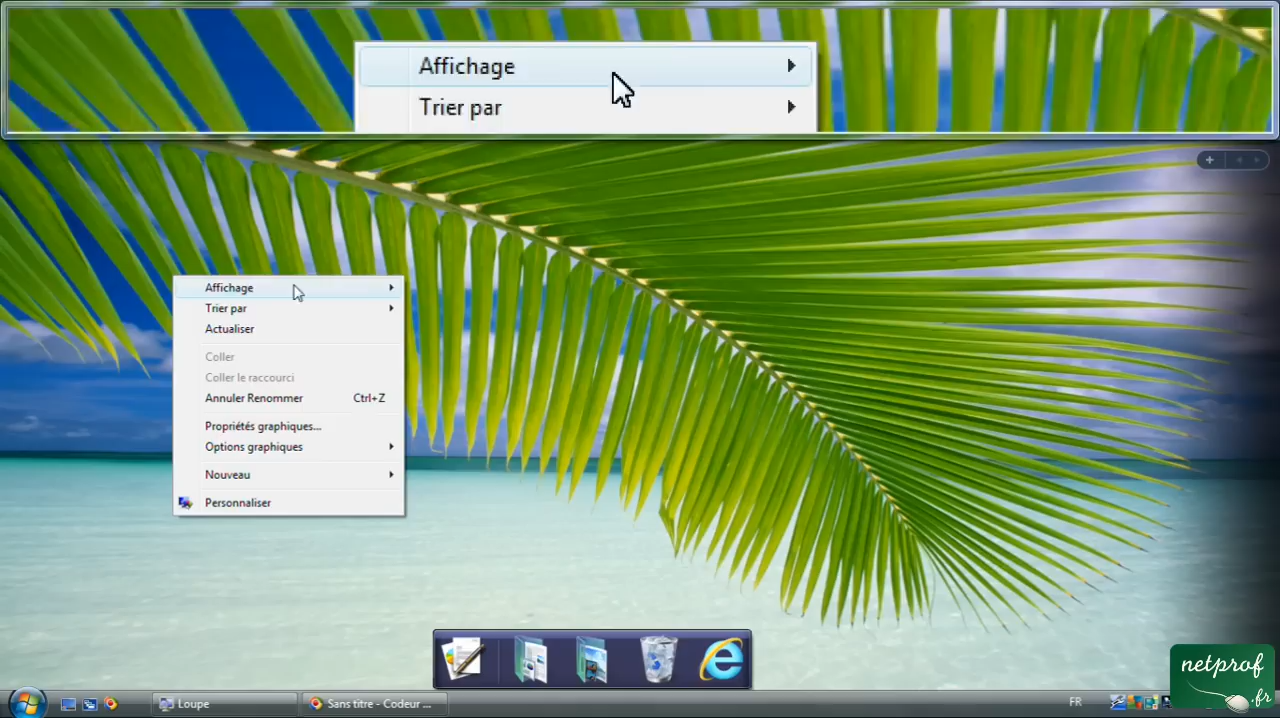 Affichage
Trier par
Affichage
Trier par
Actualiser
Coller
Coller le raccourci
Annuler Renommer Ctrl+Z
Propriétés graphiques...
Options graphiques
Nouveau
Personnaliser
Loupe
Sans titre - Codeur ...
FR
netprof
.fr